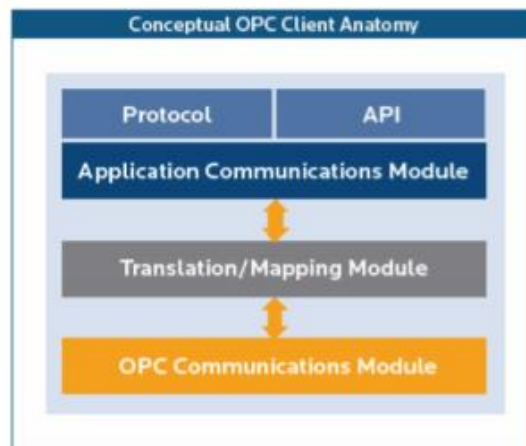 Conceptual OPC Client Anatomy
Protocol
API
Application Communications Module
Translation/Mapping Module
OPC Communications Module